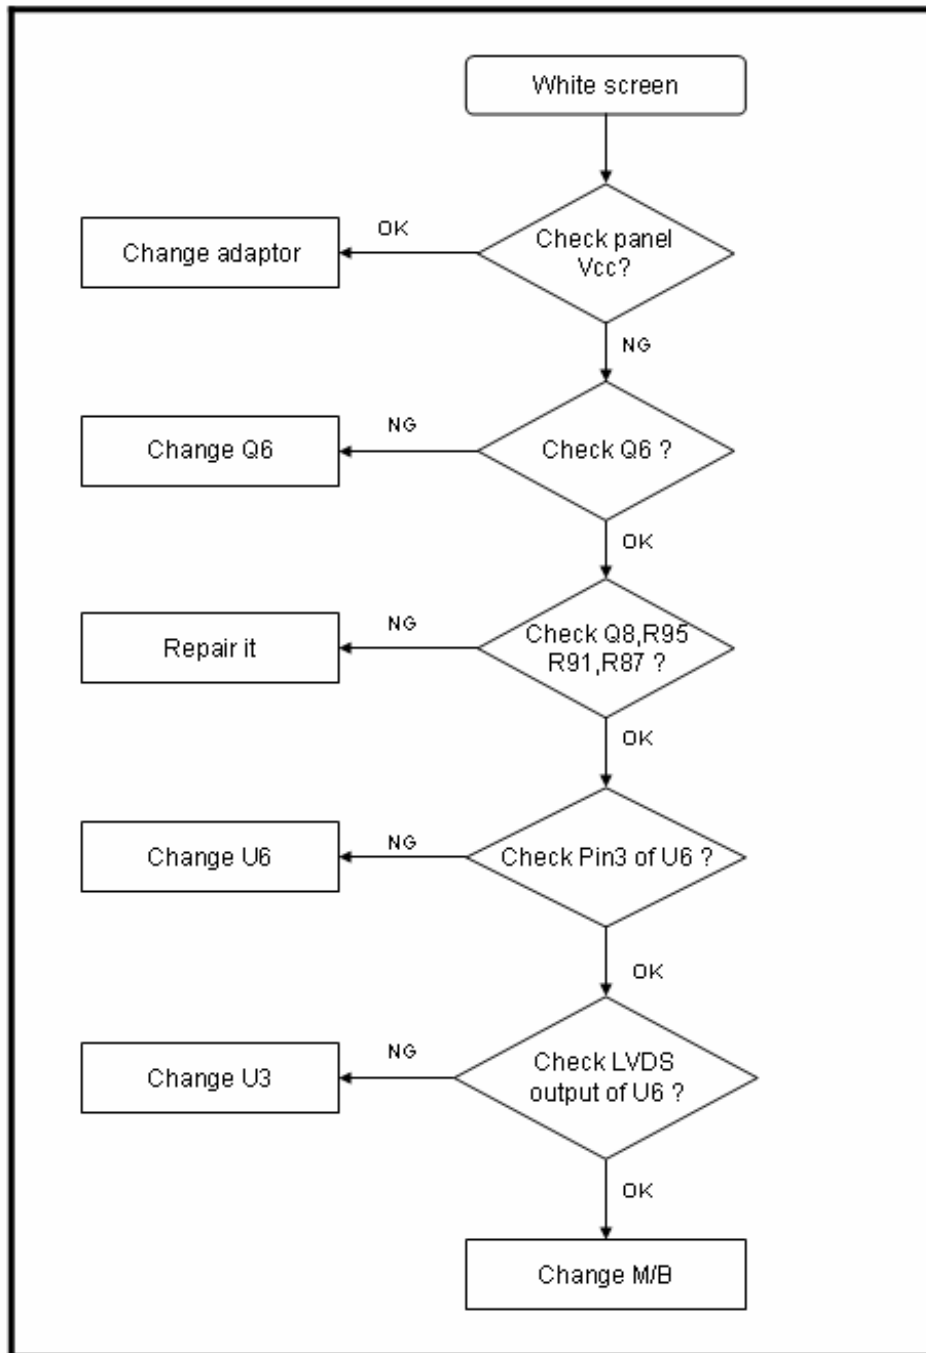 White screen
Check panel
Vcc?
OK
Change adaptor
NG
Check Q6 ?
NG
Change Q6
OK
Check Q8,R95
R91,R87 ?
NG
Repair it
OK
Check Pin3 of U6 ?
NG
Change U6
OK
Check LVDS
output of U6 ?
NG
Change U3
OK
Change M/B